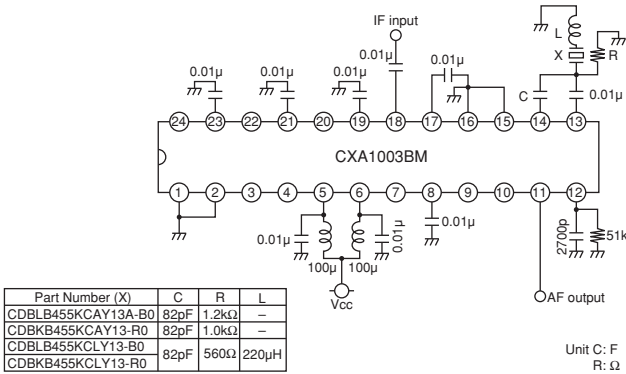 IF input
L
X
R
0.01μ
0.01μ
0.01μ
0.01μ
0.01μ
C
0.01μ
24 23 22 21 20 19 18 17 16 15 14 13
CXA1003BM
1 2 3 4 5 6 7 8 9 10 11 12
0.01μ
0.01μ
0.01μ
2700p
51k
100μ 100μ
Vcc
AF output
Part Number (X) C R L
CDBLB455KCAY13A-B0 82pF 1.2kΩ –
CDBKB455KCAY13-R0 82pF 1.0kΩ –
CDBLB455KCLY13-B0 82pF 560Ω 220μH
CDBKB455KCLY13-R0
Unit C: F
R: Ω